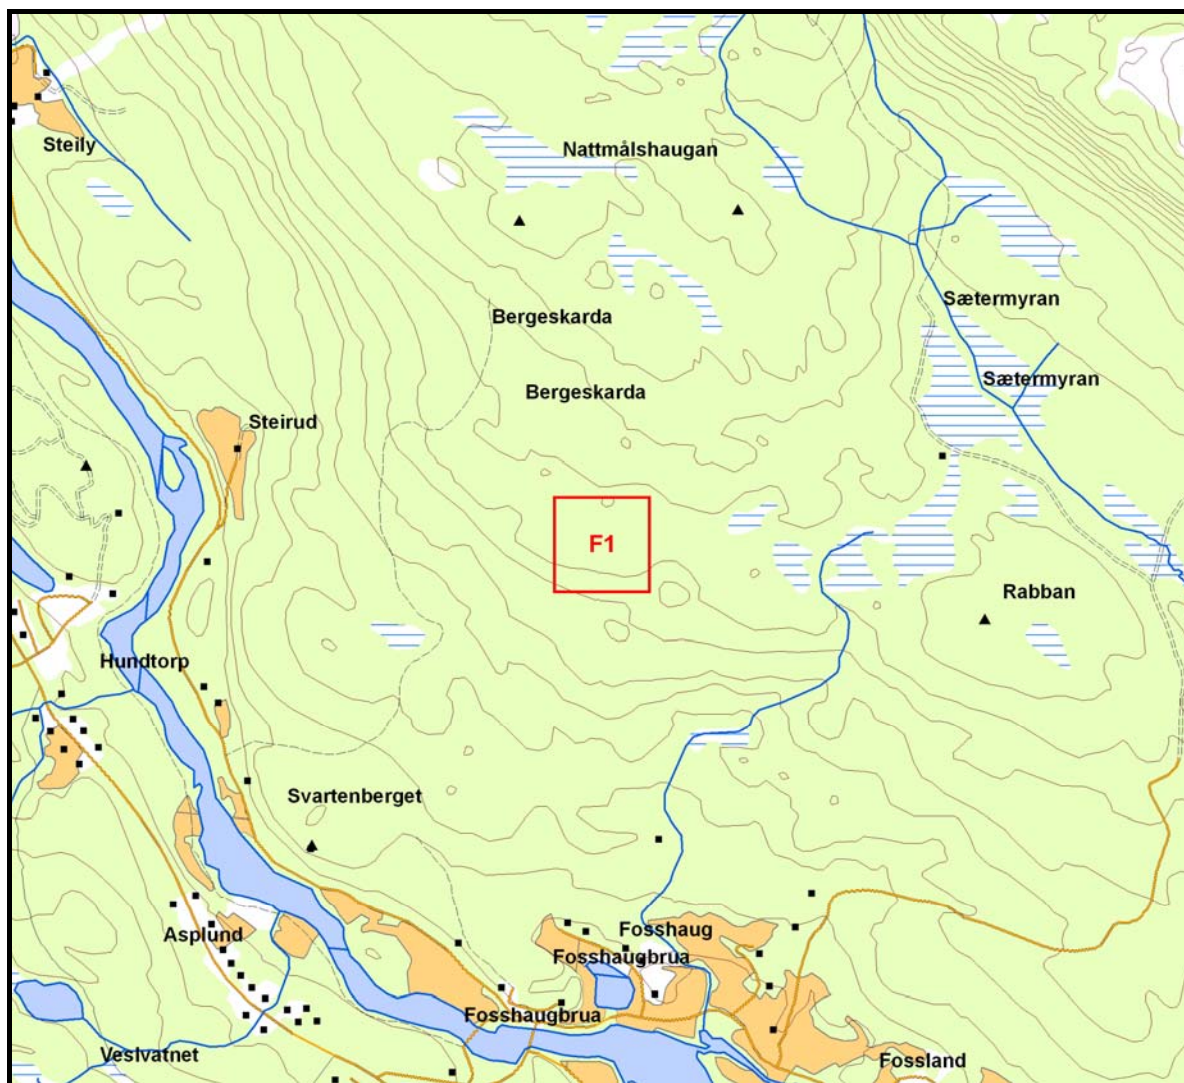 Steily
Nattmålshaugan
Bergeskarda
Sætermyran
Bergeskarda
Sætermyran
Steirud
F1
Rabban
Hundtorp
Svartenberget
Asplund
Fosshaug
Fosshaugbrua
Fosshaugbrua
Veslvatnet
Fossland